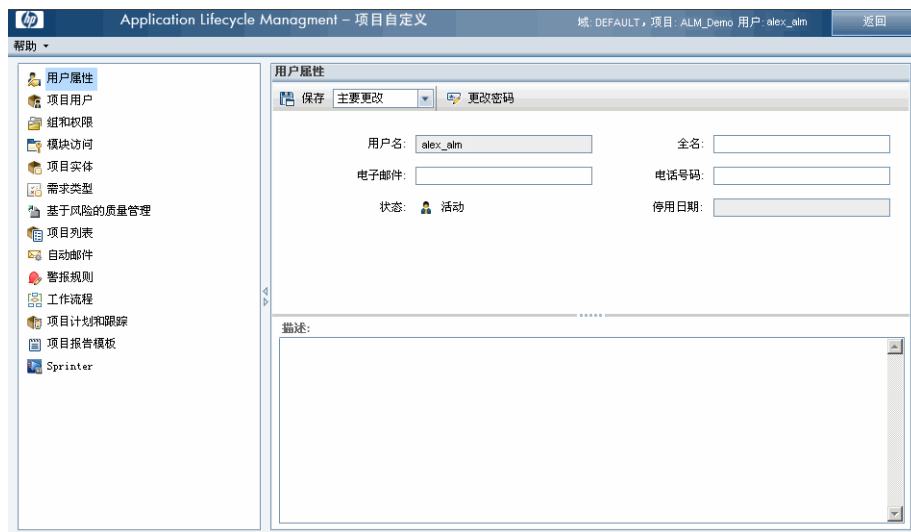 hp Application Lifecycle Managment – 项目自定义 域: DEFAULT，项目: ALM_Demo 用户: alex_alm 返回
帮助
用户属性
项目用户
组和权限
模块访问
项目实体
需求类型
基于风险的质量管理
项目列表
自动邮件
警报规则
工作流程
项目计划和跟踪
项目报告模板
Sprinter
用户属性
保存 主要更改 更改密码
用户名: alex_alm 全名:
电子邮件: 电话号码:
状态: 活动 停用日期:
描述: